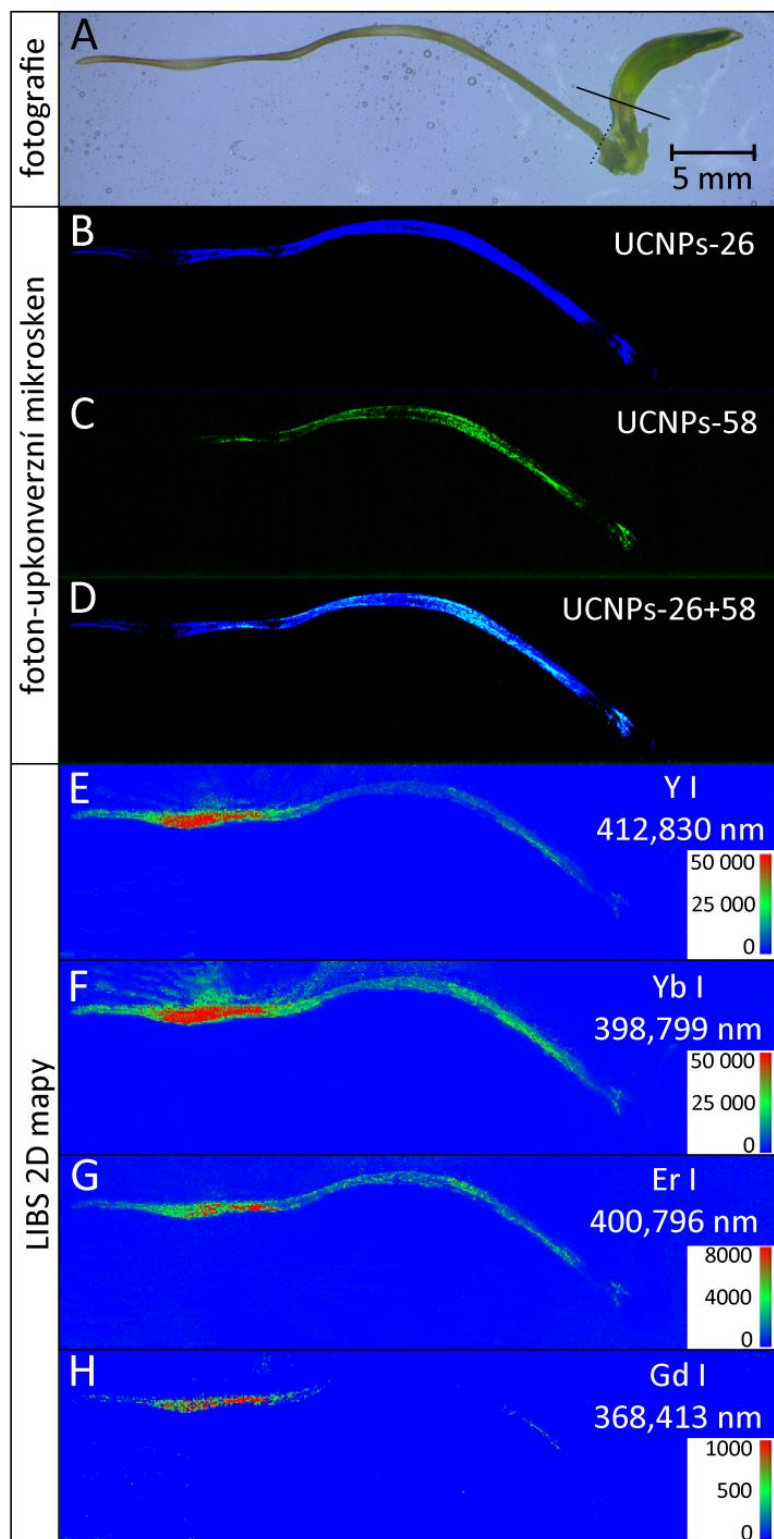 fotografie
A
5 mm
foton-upkonverzní mikrosken
B
UCNPs-26
C
UCNPs-58
D
UCNPs-26+58
LIBS 2D mapy
E
Y I
412,830 nm
50 000
25 000
0
F
Yb I
398,799 nm
50 000
25 000
0
G
Er I
400,796 nm
8000
4000
0
H
Gd I
368,413 nm
1000
500
0